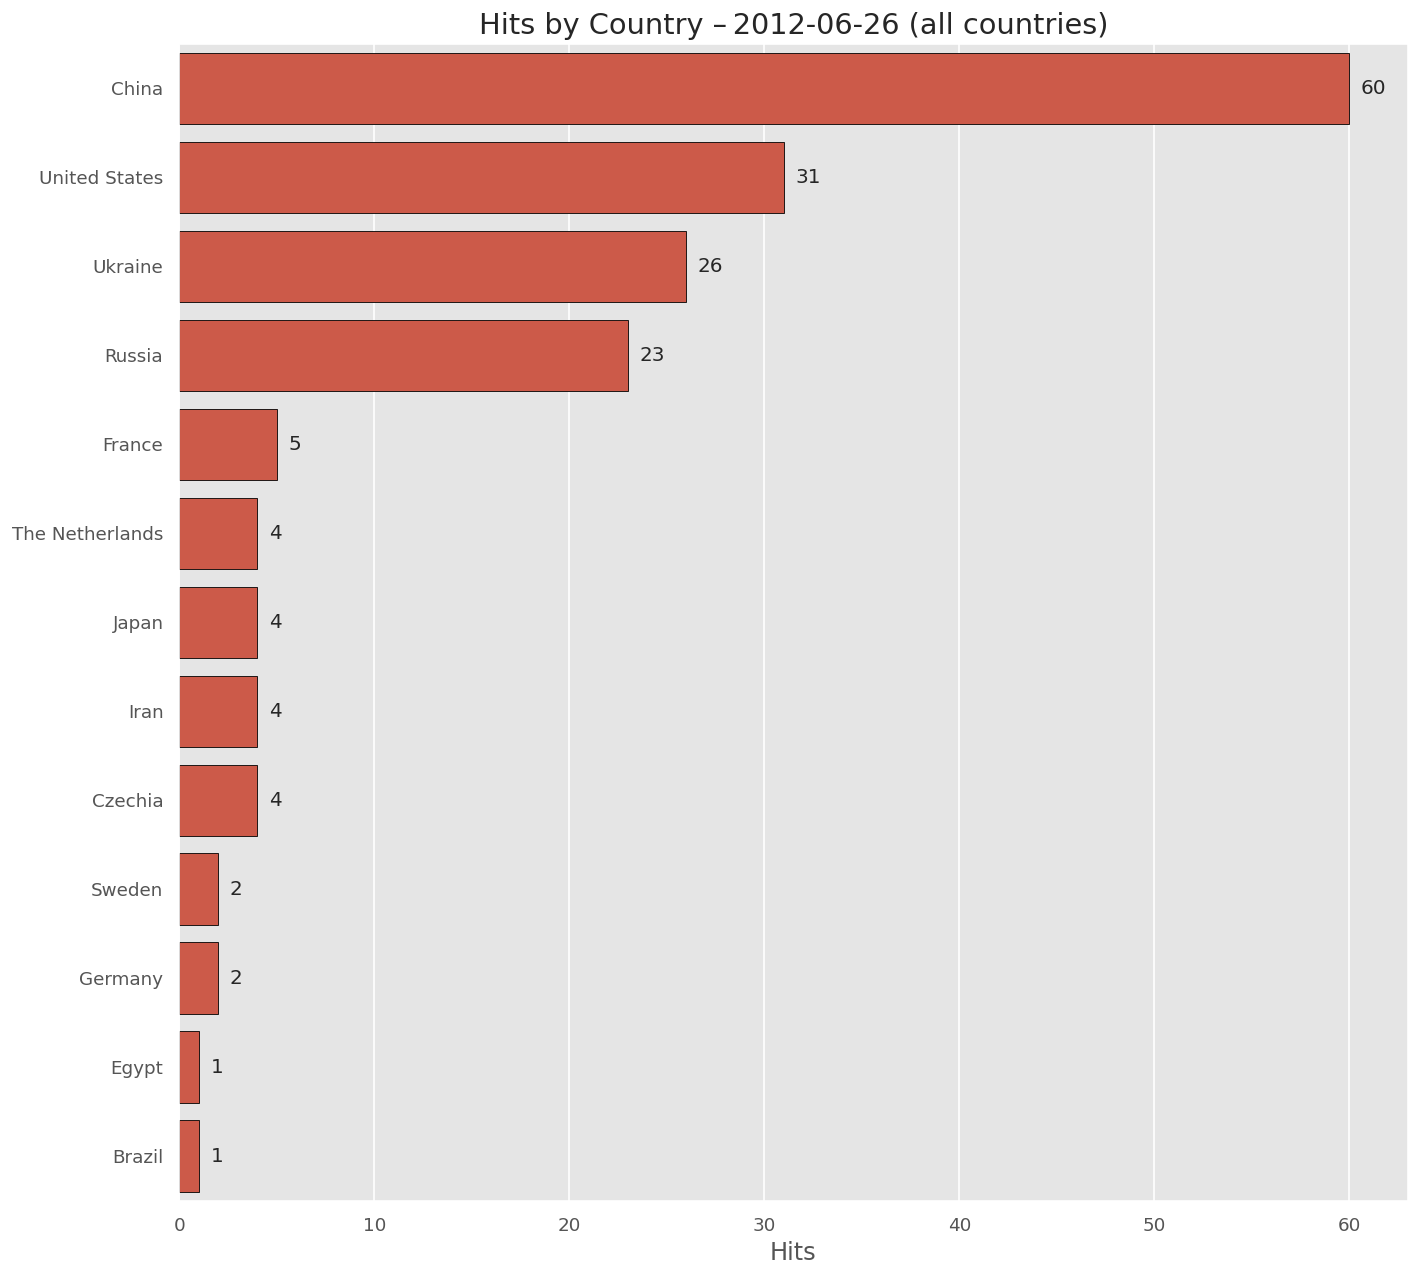 Hits by Country – 2012-06-26 (all countries)
China 60
United States 31
Ukraine 26
Russia 23
France 5
The Netherlands 4
Japan 4
Iran 4
Czechia 4
Sweden 2
Germany 2
Egypt 1
Brazil 1
0 10 20 30 40 50 60
Hits